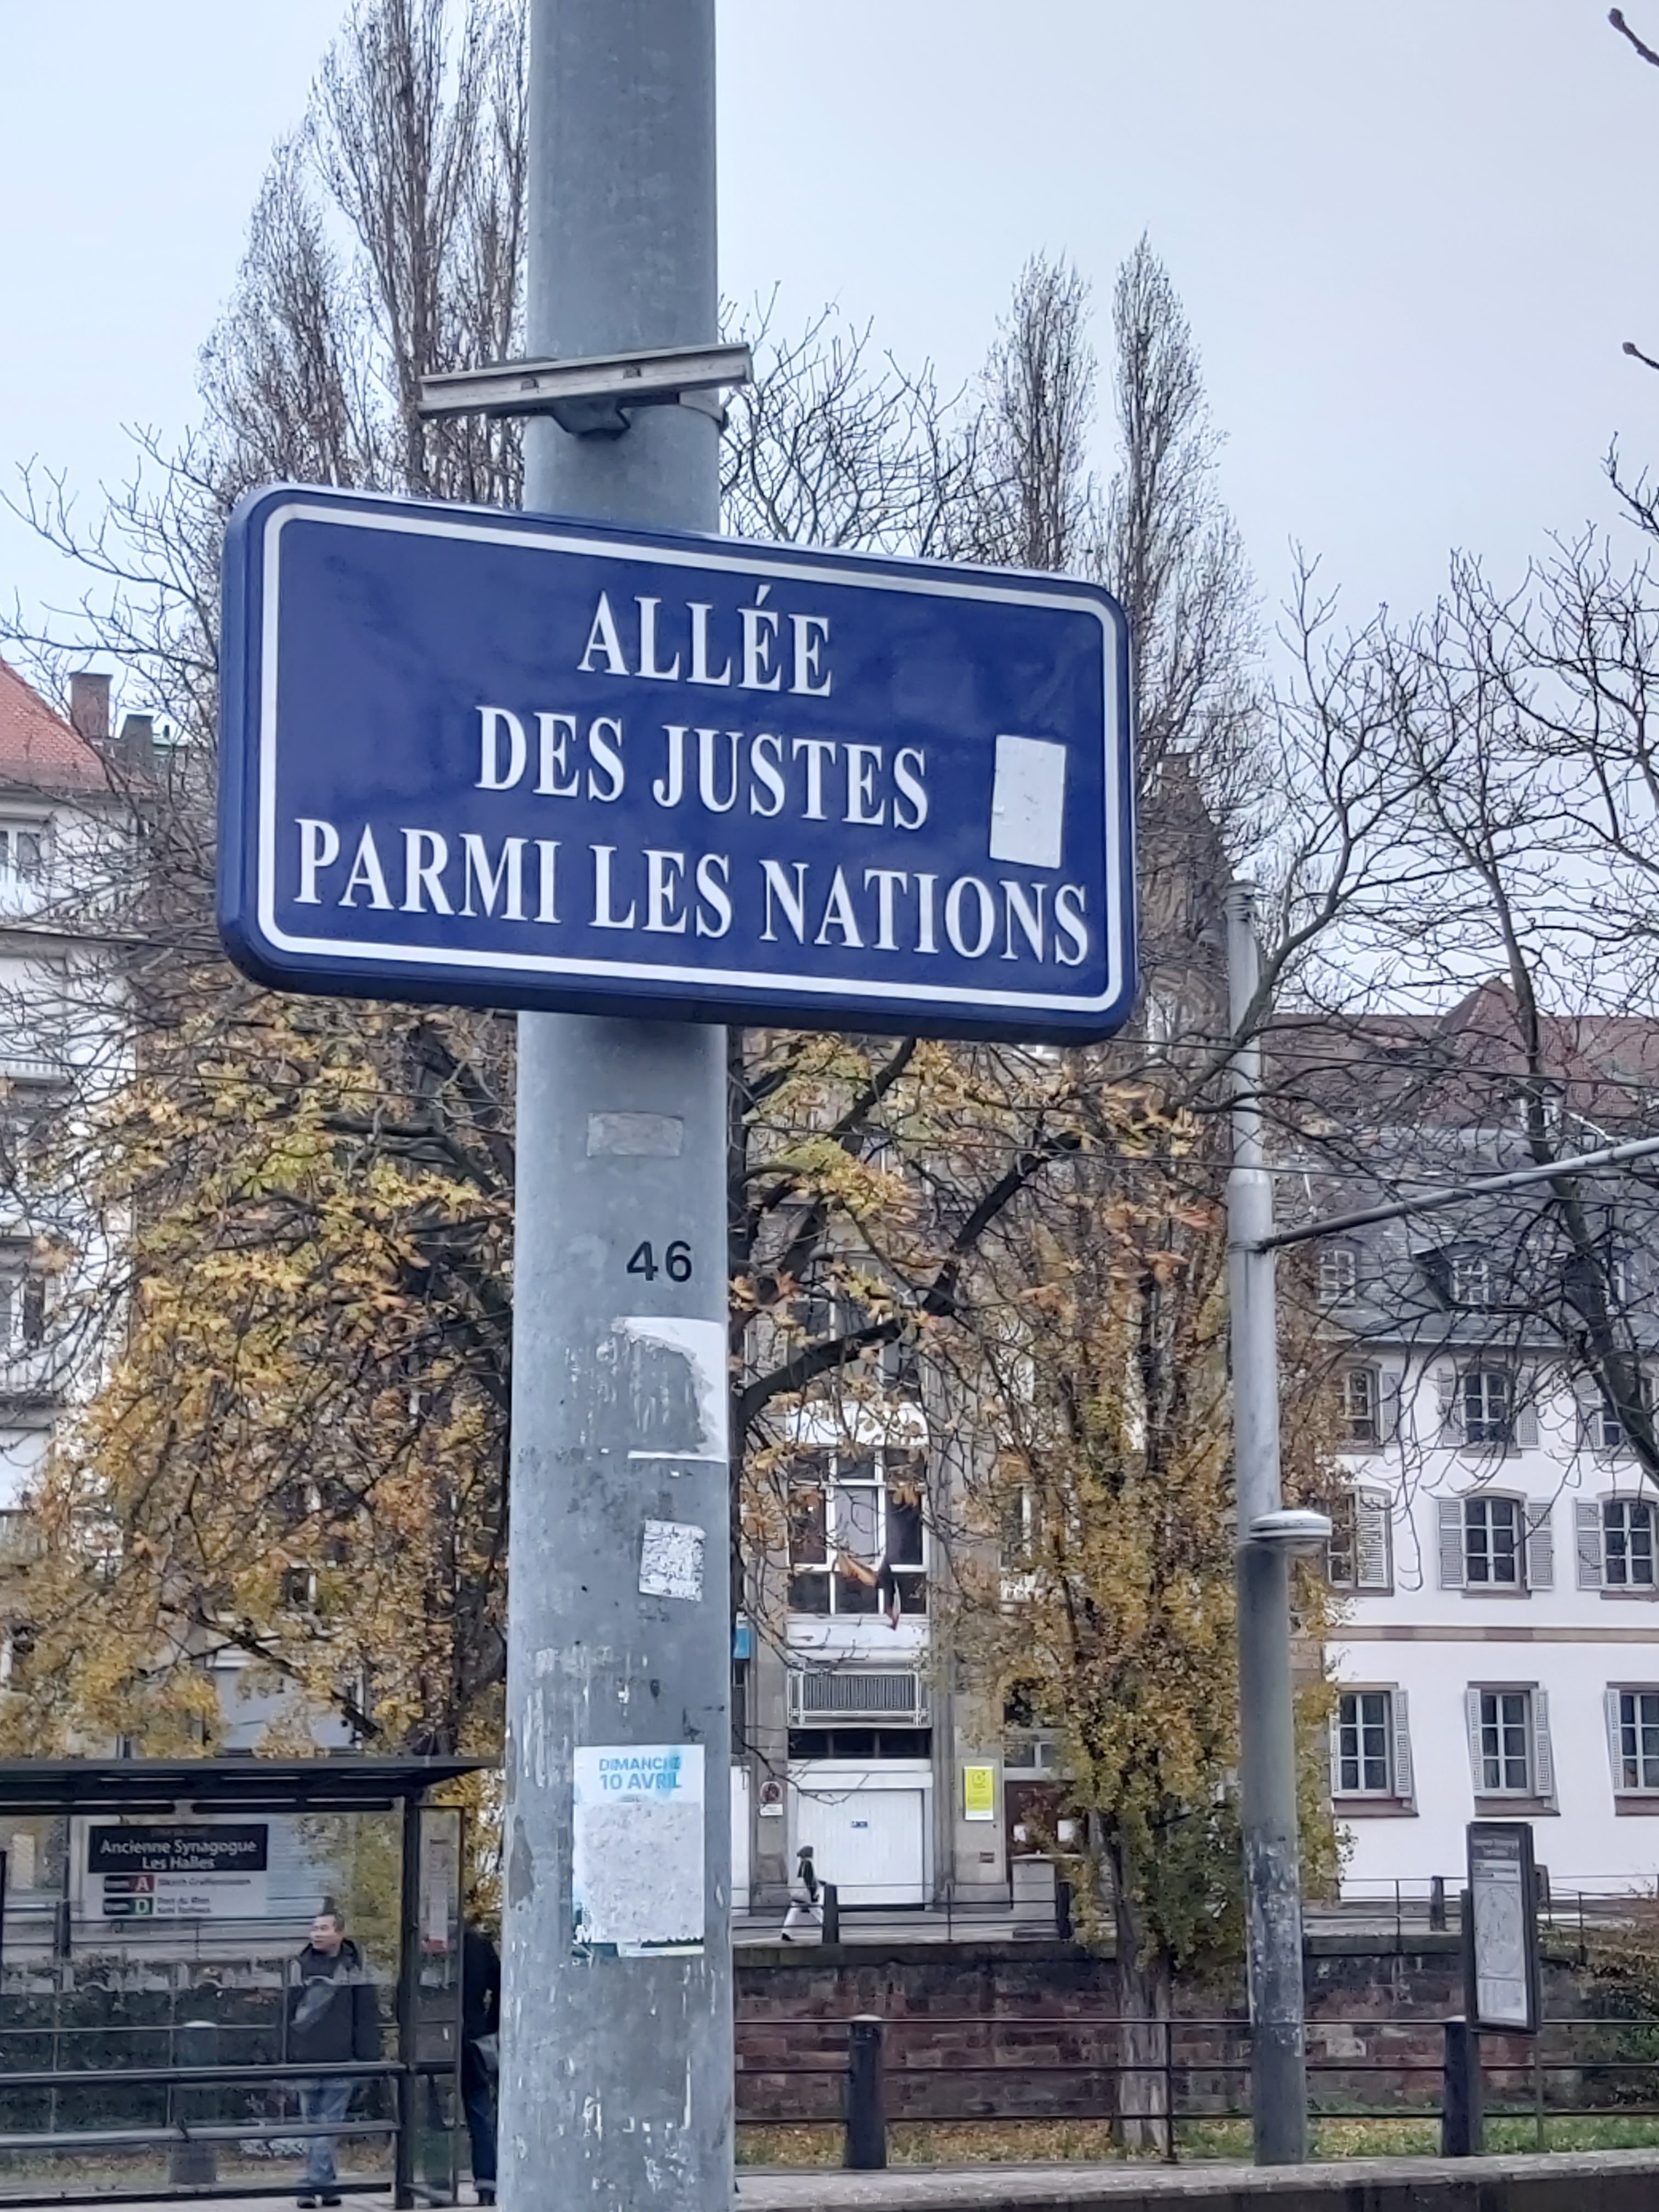 ALLÉE
DES JUSTES
PARMI LES NATIONS
46
DIMANCHE
10 AVRIL
Ancienne Synagogue
Les Halles
A
D